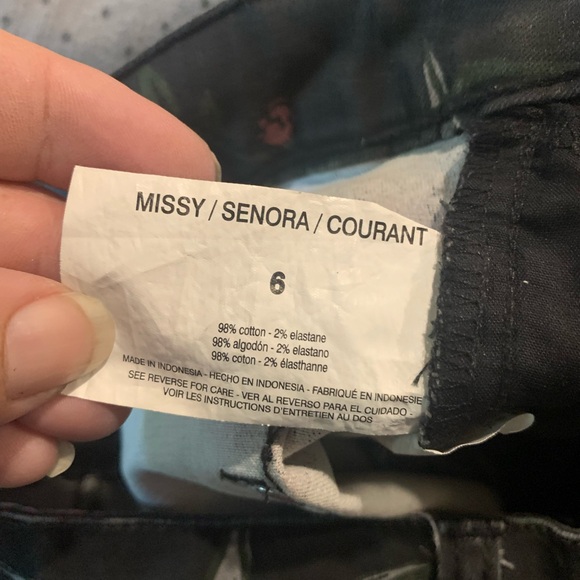 MISSY / SENORA / COURANT
6
98% cotton - 2% elastane
98% algodón - 2% elastano
98% coton - 2% élasthanne
MADE IN INDONESIA - HECHO EN INDONESIA - FABRIQUÉ EN INDONESIE
SEE REVERSE FOR CARE - VER AL REVERSO PARA EL CUIDADO -
VOIR LES INSTRUCTIONS D'ENTRETIEN AU DOS